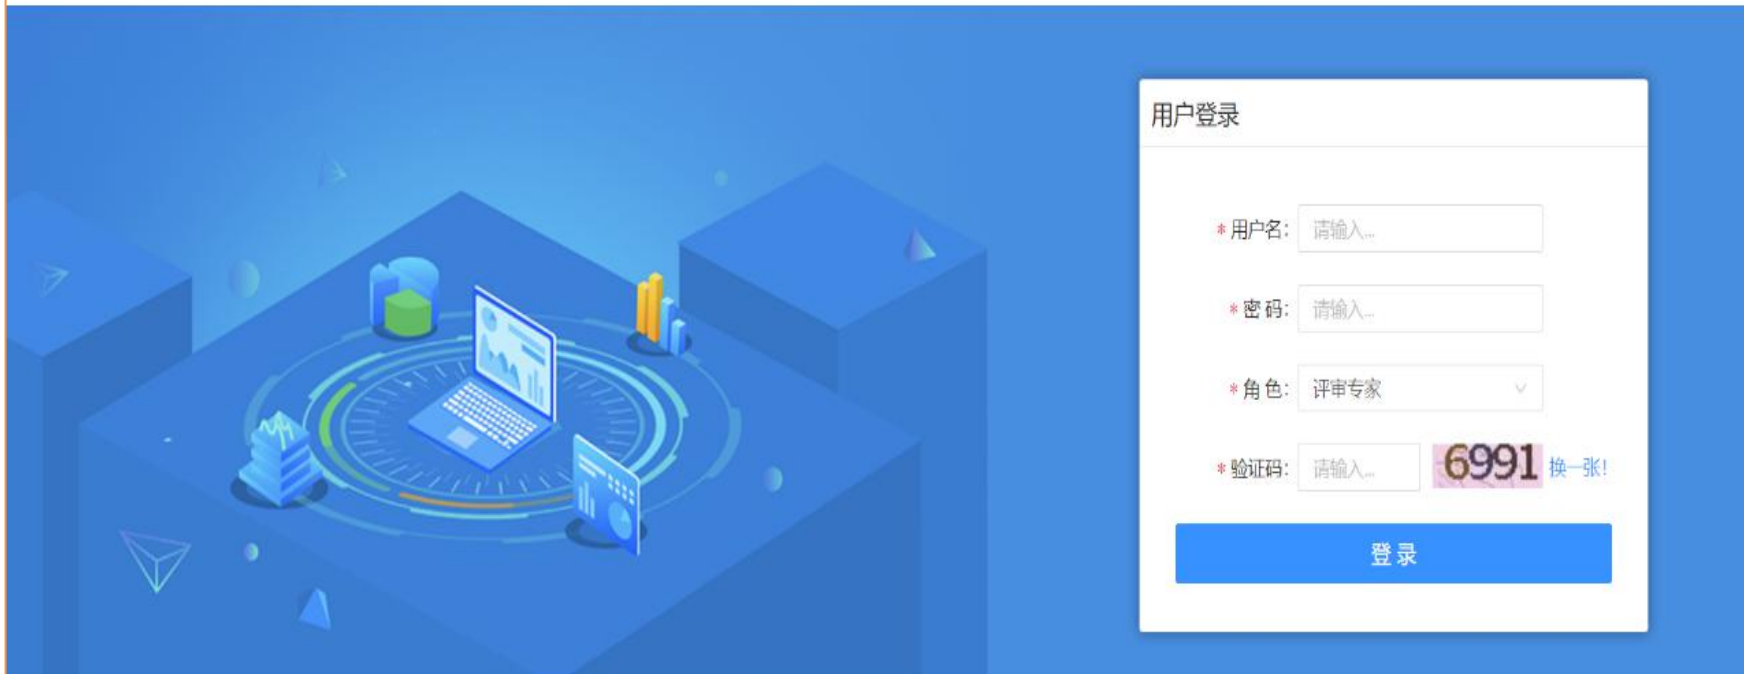 用户登录
* 用户名: 请输入...
* 密 码: 请输入...
* 角 色: 评审专家
* 验证码: 请输入... 6991 换一张!
登 录